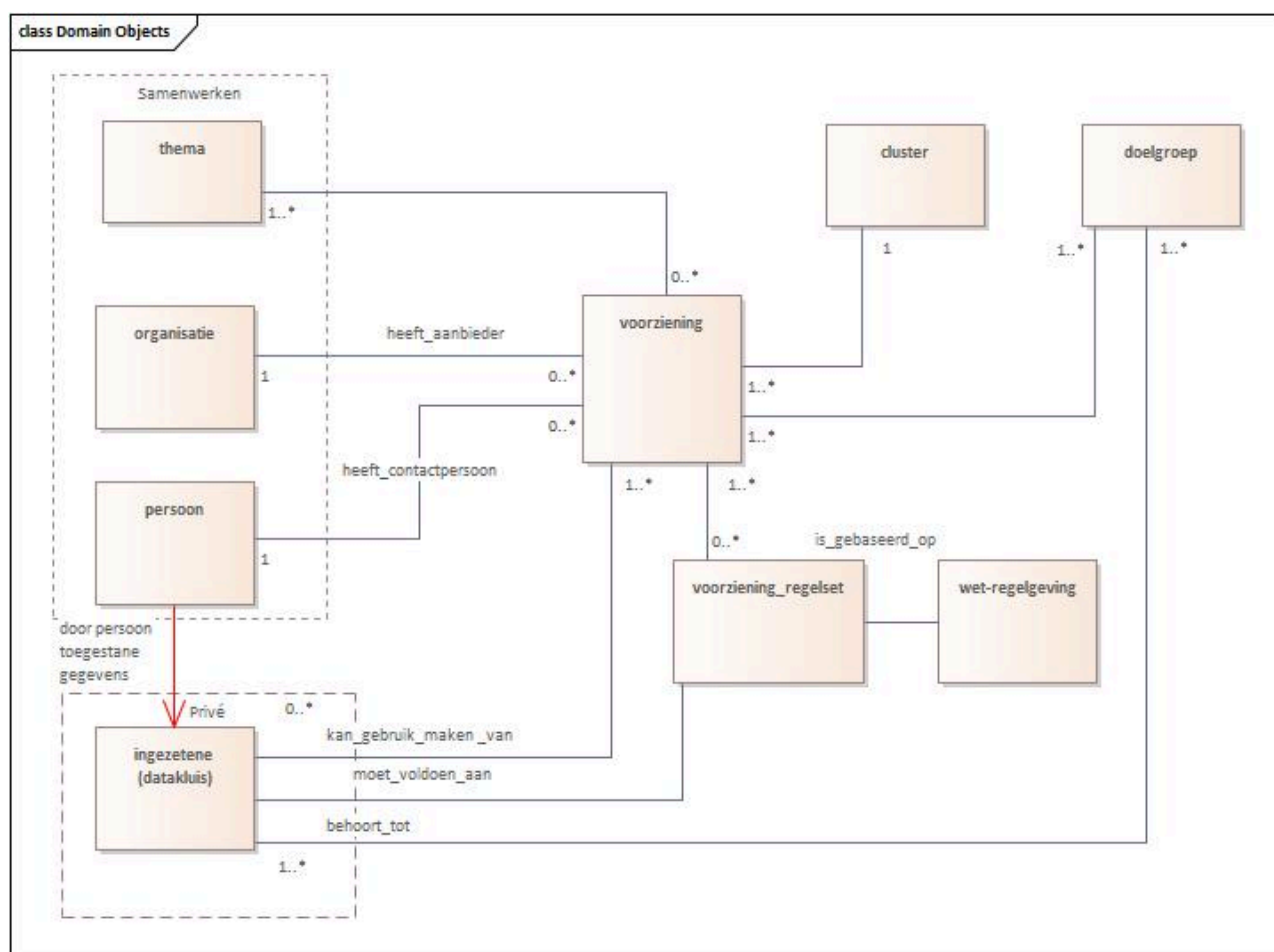 class Domain Objects
Samenwerken
thema
cluster
doelgroep
1..*
1
1..*
1..*
0..*
organisatie
heeft_aanbieder
voorziening
1
0..*
1..*
0..*
1..*
heeft_contactpersoon
1..*
1..*
persoon
0..*
is_gebaseerd_op
1
voorziening_regelset
wet-regelgeving
door persoon
toegestane
gegevens
Privé
0..*
kan_gebruik_maken _van
ingezetene
(datakluis)
moet_voldoen_aan
behoort_tot
1..*